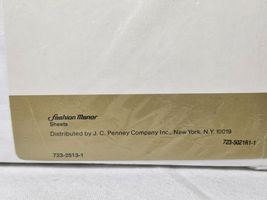 Fashion Manor
Sheets
Distributed by J. C. Penney Company Inc., New York, N.Y. 10019
723-5021R1-1
723-2513-1